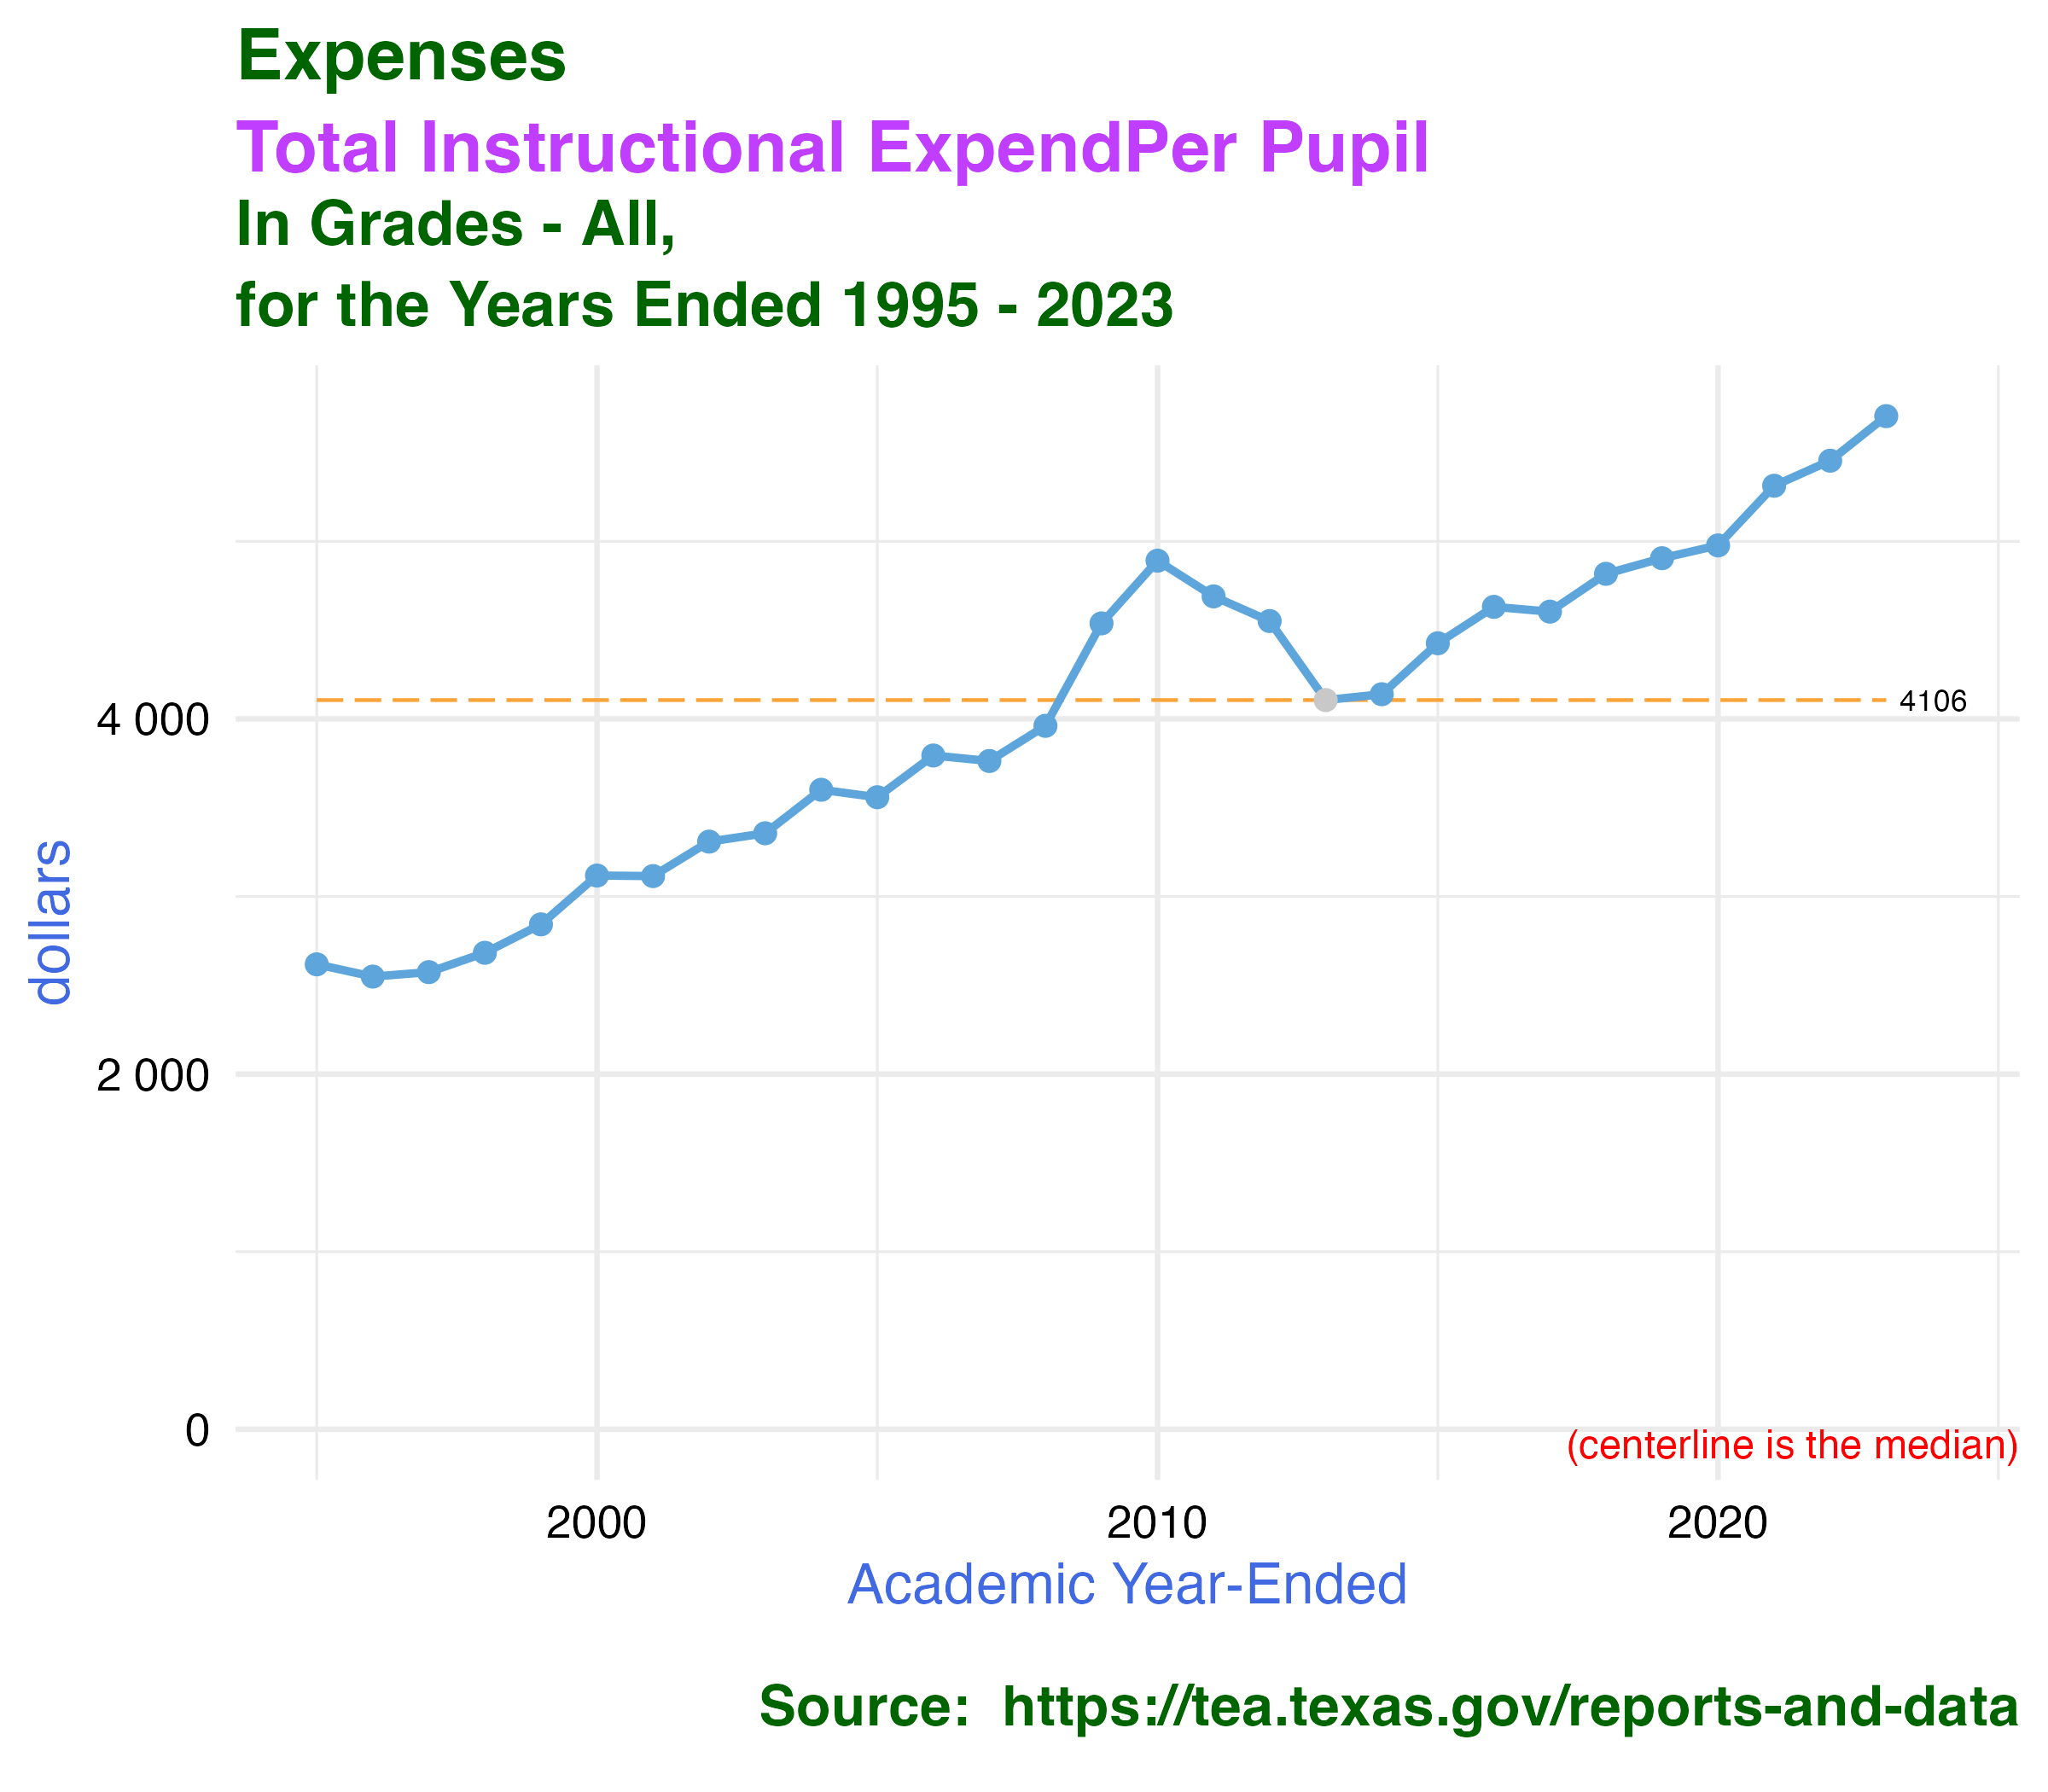 Expenses
Total Instructional ExpendPer Pupil
In Grades - All,
for the Years Ended 1995 - 2023
4106
4 000
dollars
2 000
0
(centerline is the median)
2000 2010 2020
Academic Year-Ended
Source:  https://tea.texas.gov/reports-and-data